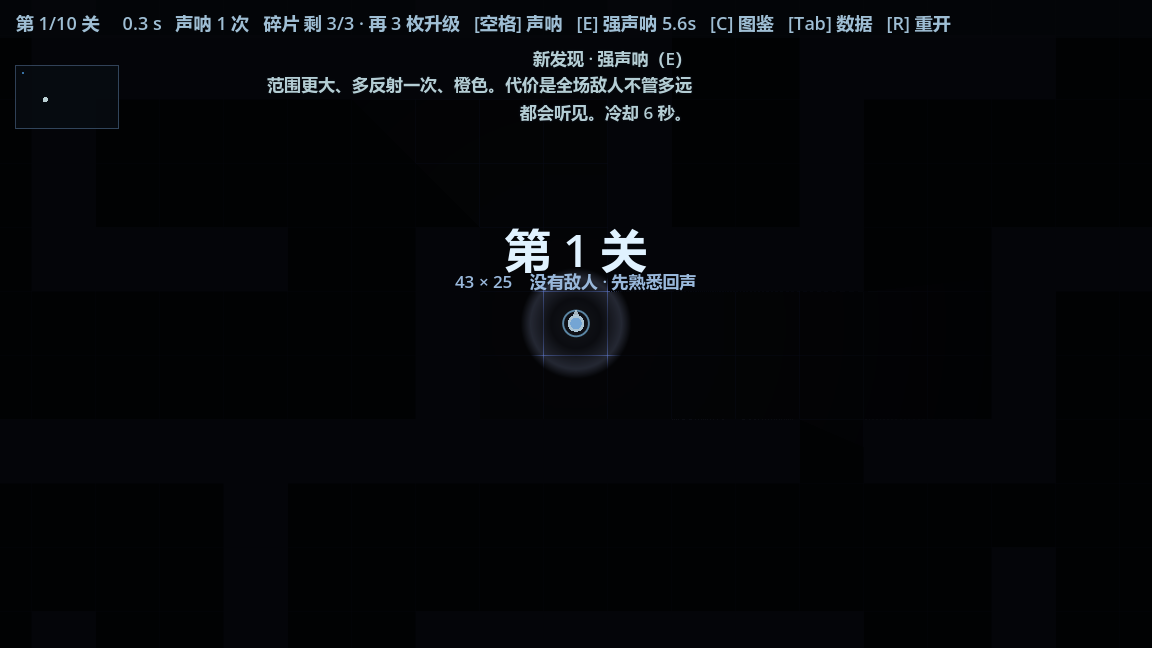 第 1/10 关 0.3 s 声呐 1 次 碎片 剩 3/3 · 再 3 枚升级 [空格] 声呐 [E] 强声呐 5.6s [C] 图鉴 [Tab] 数据 [R] 重开
新发现 · 强声呐（E）
范围更大、多反射一次、橙色。代价是全场敌人不管多远
都会听见。冷却 6 秒。
第 1 关
43 × 25 没有敌人 · 先熟悉回声